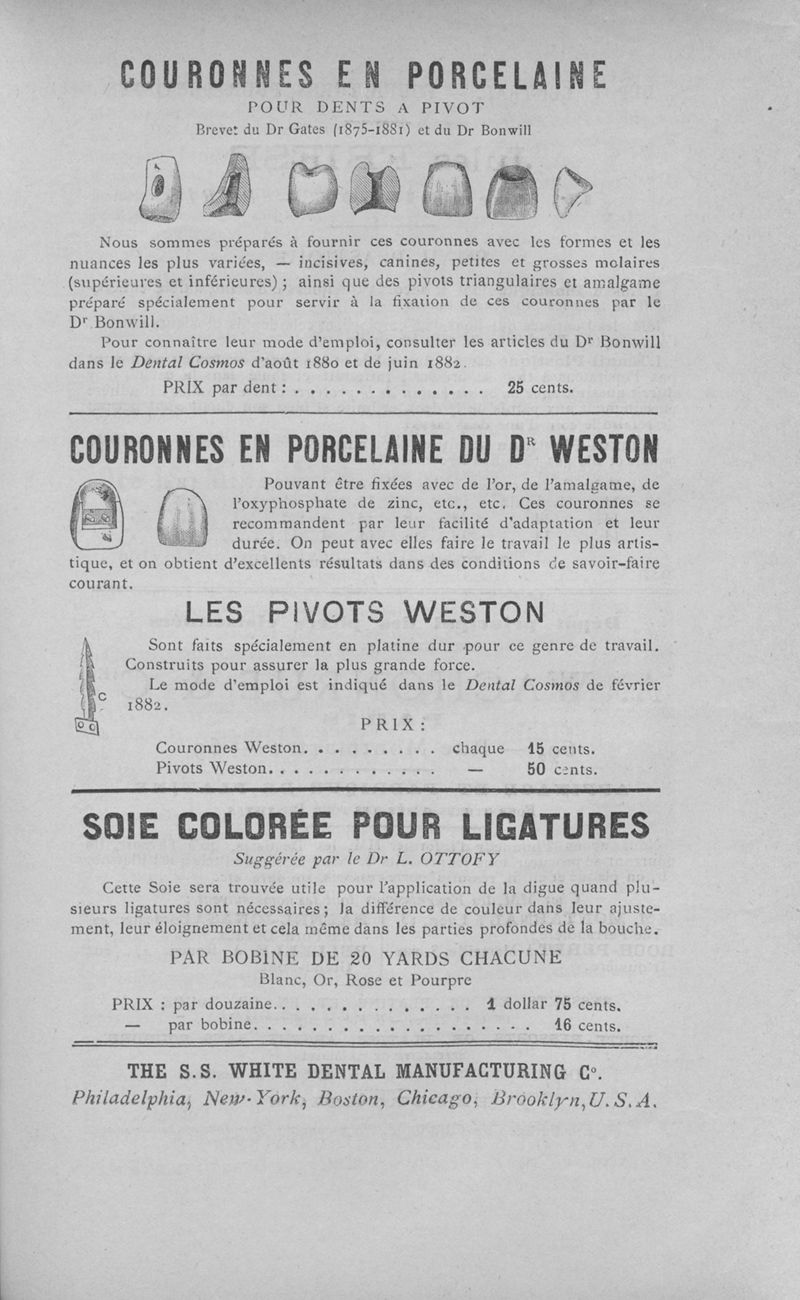 COURONNES EN PORCELAINE
POUR DENTS A PIVOT
Brevet du Dr Gates (1875-1881) et du Dr Bonwill
Nous sommes préparés à fournir ces couronnes avec les formes et les
nuances les plus variées, — incisives, canines, petites et grosses molaires
(supérieures et inférieures) ; ainsi que des pivots triangulaires et amalgame
préparé spécialement pour servir à la fixation de ces couronnes par le
Dr Bonwill.
Pour connaître leur mode d'emploi, consulter les articles du Dr Bonwill
dans le Dental Cosmos d'août 1880 et de juin 1882.
PRIX par dent : . . . . . . . . . . . . . 25 cents.
COURONNES EN PORCELAINE DU DR WESTON
Pouvant être fixées avec de l'or, de l'amalgame, de
l'oxyphosphate de zinc, etc., etc. Ces couronnes se
recommandent par leur facilité d'adaptation et leur
durée. On peut avec elles faire le travail le plus artis-
tique, et on obtient d'excellents résultats dans des conditions de savoir-faire
courant.
LES PIVOTS WESTON
Sont faits spécialement en platine dur pour ce genre de travail.
Construits pour assurer la plus grande force.
Le mode d'emploi est indiqué dans le Dental Cosmos de février
1882.
C
PRIX :
Couronnes Weston. . . . . . . . . chaque 15 cents.
Pivots Weston. . . . . . . . . . . . — 50 cents.
SOIE COLORÉE POUR LIGATURES
Suggérée par le Dr L. OTTOFY
Cette Soie sera trouvée utile pour l'application de la digue quand plu-
sieurs ligatures sont nécessaires ; la différence de couleur dans leur ajuste-
ment, leur éloignement et cela même dans les parties profondes de la bouche.
PAR BOBINE DE 20 YARDS CHACUNE
Blanc, Or, Rose et Pourpre
PRIX : par douzaine. . . . . . . . . . . . . . 1 dollar 75 cents.
— par bobine. . . . . . . . . . . . . . . . . . . 16 cents.
THE S.S. WHITE DENTAL MANUFACTURING Co.
Philadelphia, New-York, Boston, Chicago, Brooklyn, U.S.A.